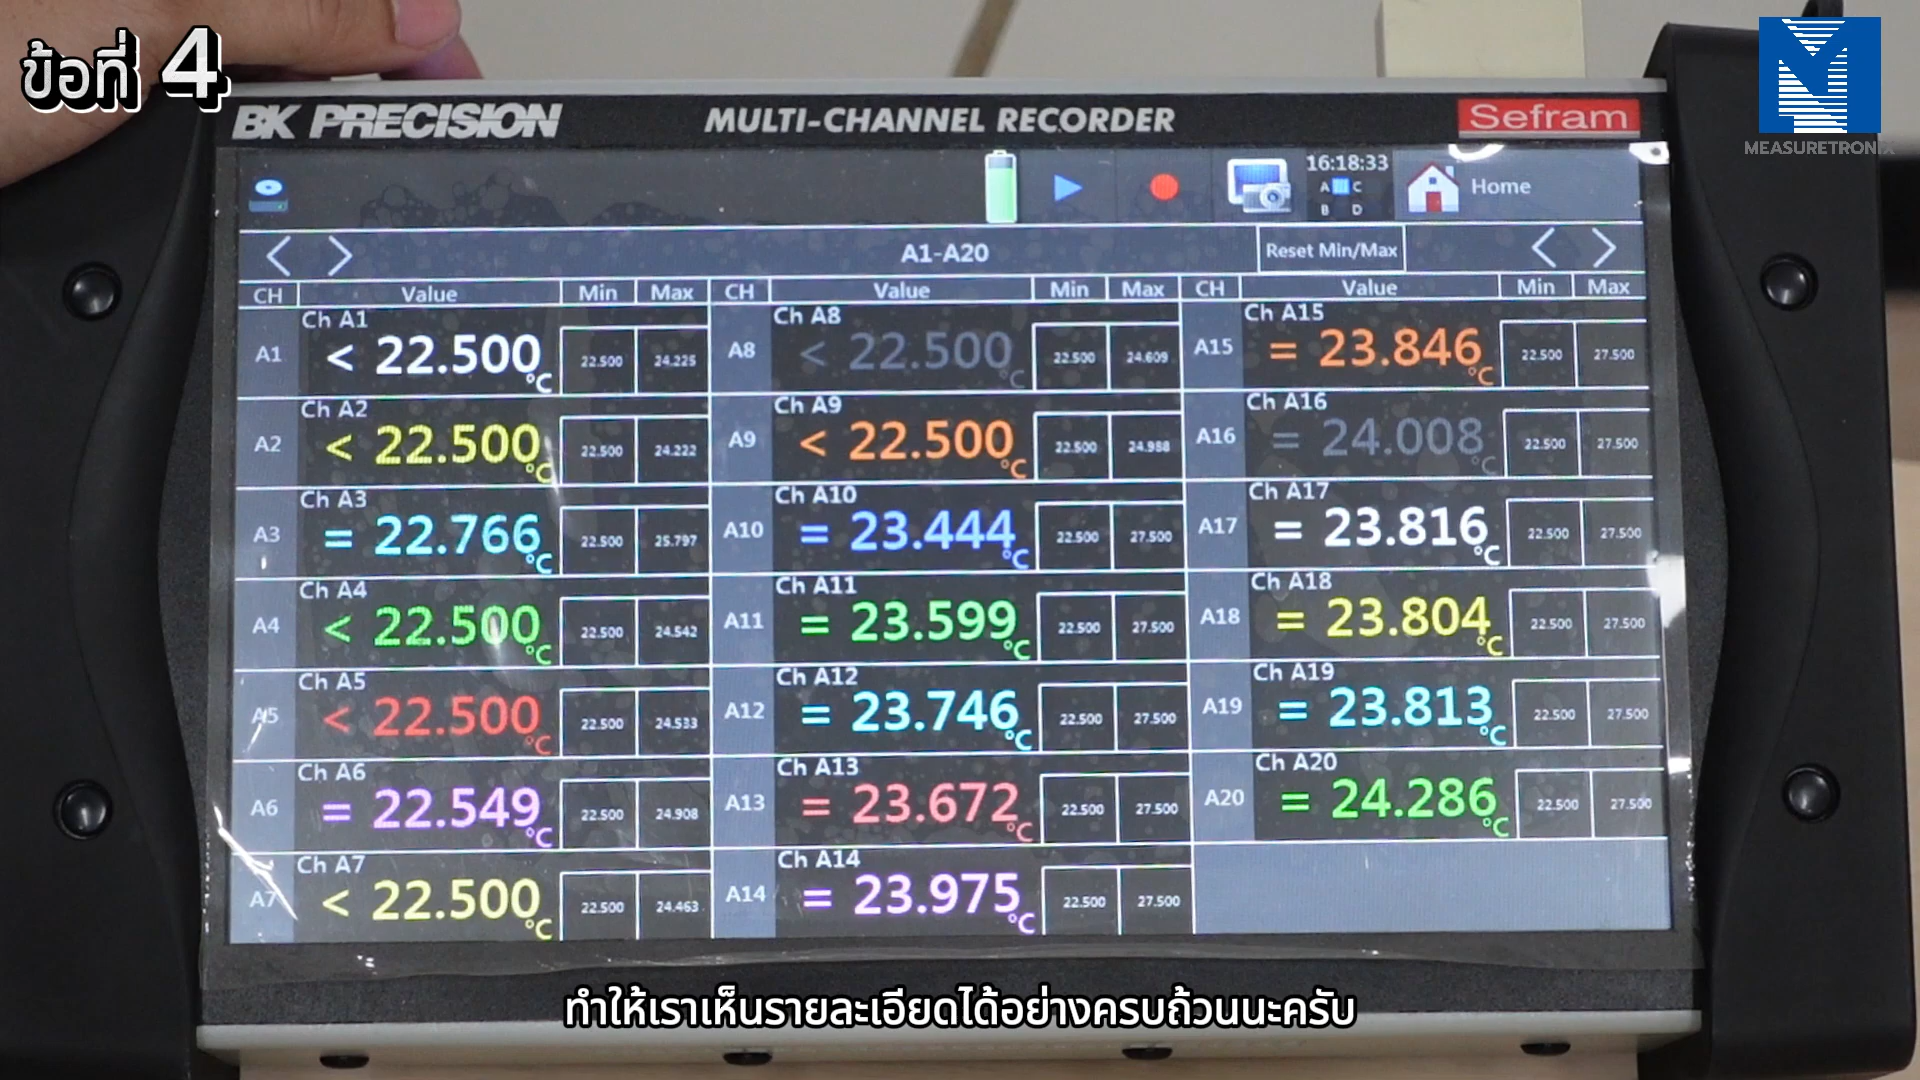 ข้อที่ 4
MEASURETRONIX
BK PRECISION MULTI-CHANNEL RECORDER Sefram
16:18:33
A C
B D
Home
A1-A20 Reset Min/Max
CH Value Min Max CH Value Min Max CH Value Min Max
A1 Ch A1 < 22.500 °C 22.500 24.225
A2 Ch A2 < 22.500 °C 22.500 24.222
A3 Ch A3 = 22.766 °C 22.500 25.797
A4 Ch A4 < 22.500 °C 22.500 24.542
A5 Ch A5 < 22.500 °C 22.500 24.533
A6 Ch A6 = 22.549 °C 22.500 24.908
A7 Ch A7 < 22.500 °C 22.500 24.463
A8 Ch A8 < 22.500 °C 22.500 24.609
A9 Ch A9 < 22.500 °C 22.500 24.988
A10 Ch A10 = 23.444 °C 22.500 27.500
A11 Ch A11 = 23.599 °C 22.500 27.500
A12 Ch A12 = 23.746 °C 22.500 27.500
A13 Ch A13 = 23.672 °C 22.500 27.500
A14 Ch A14 = 23.975 °C 22.500 27.500
A15 Ch A15 = 23.846 °C 22.500 27.500
A16 Ch A16 = 24.008 °C 22.500 27.500
A17 Ch A17 = 23.816 °C 22.500 27.500
A18 Ch A18 = 23.804 °C 22.500 27.500
A19 Ch A19 = 23.813 °C 22.500 27.500
A20 Ch A20 = 24.286 °C 22.500 27.500
ทำให้เราเห็นรายละเอียดได้อย่างครบถ้วนนะครับ